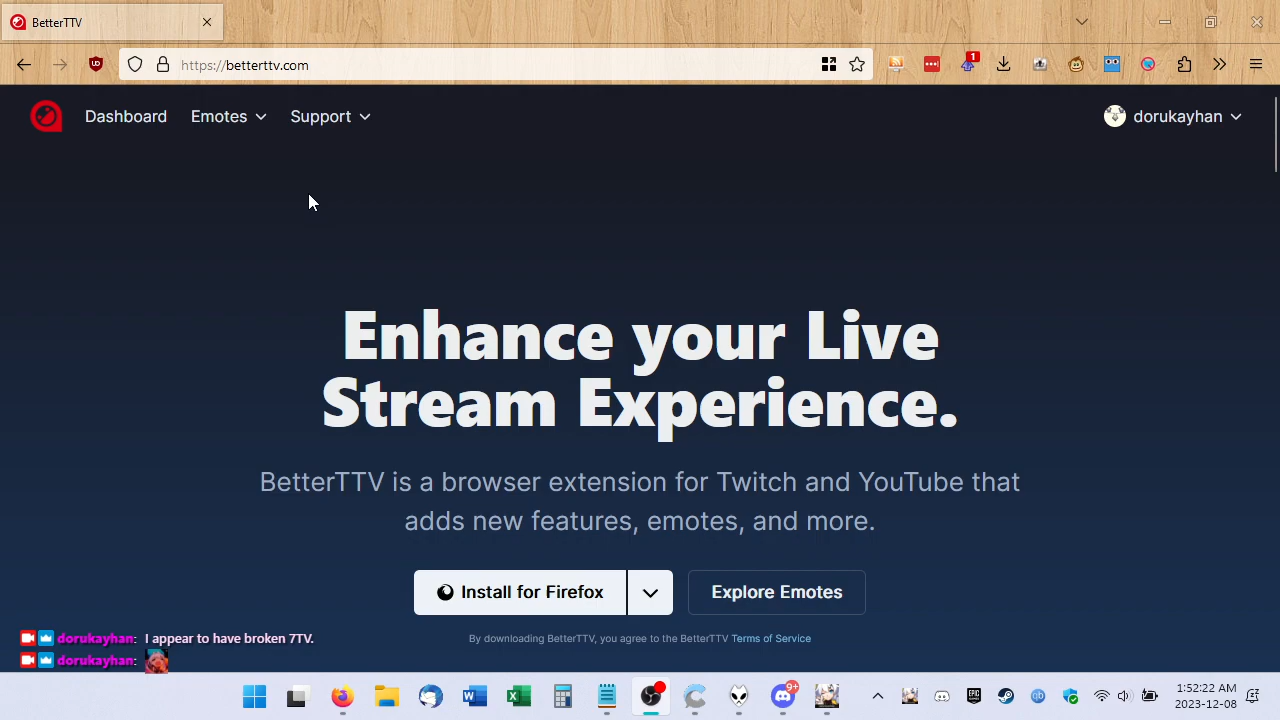 BetterTTV
https://betterttv.com
1
Dashboard
Emotes
Support
dorukayhan
Enhance your Live
Stream Experience.
BetterTTV is a browser extension for Twitch and YouTube that
adds new features, emotes, and more.
Install for Firefox
Explore Emotes
By downloading BetterTTV, you agree to the BetterTTV Terms of Service
dorukayhan: I appear to have broken 7TV.
dorukayhan:
9+
1:52:22 AM
2023-12-08